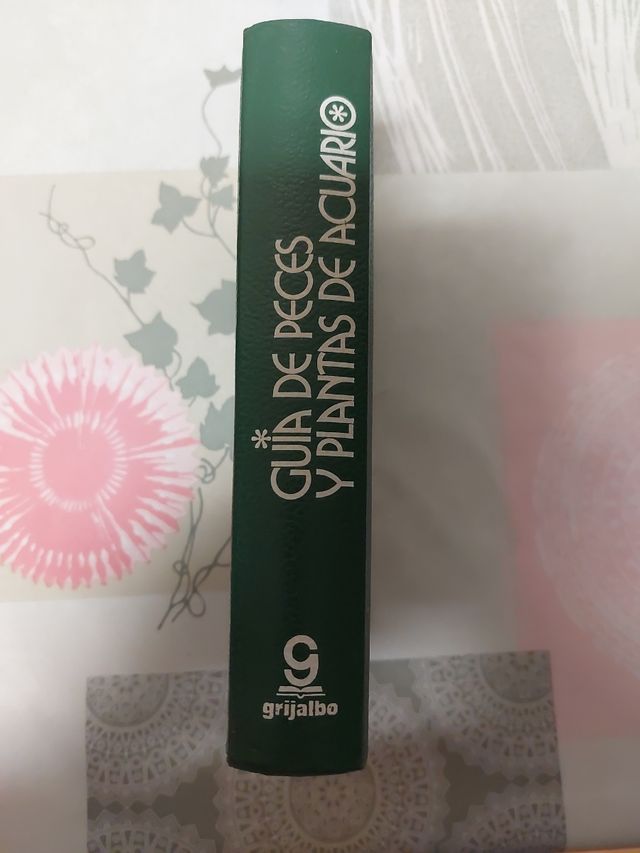 GUÍA DE PECES
Y PLANTAS DE ACUARIO
grijalbo